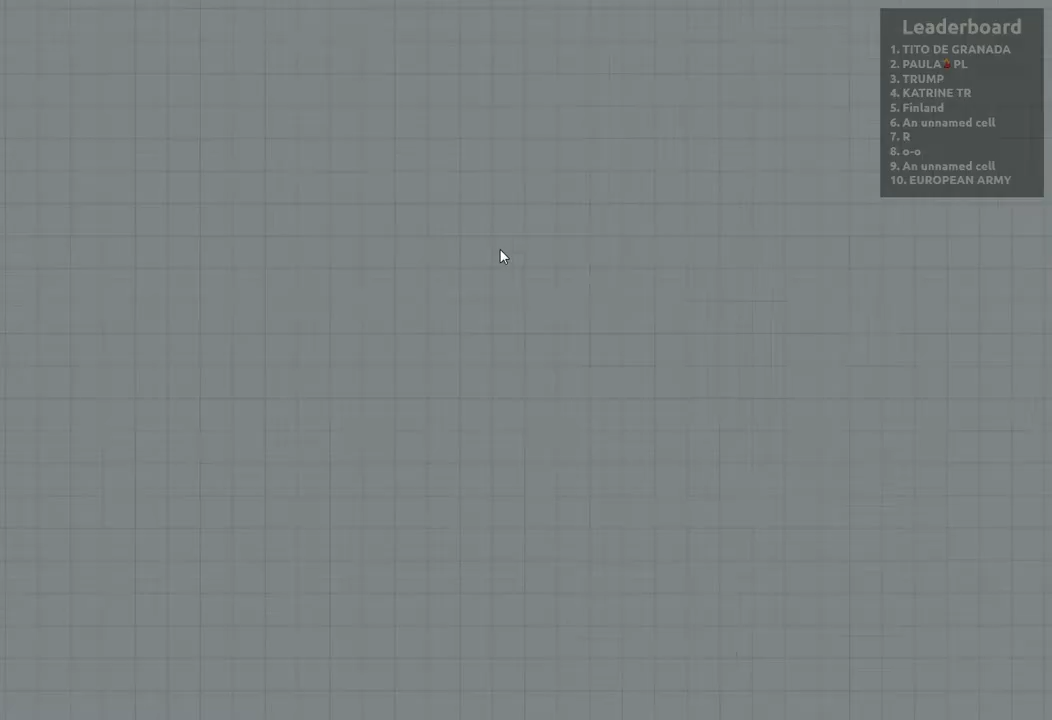 Leaderboard
1. TITO DE GRANADA
2. PAULA PL
3. TRUMP
4. KATRINE TR
5. Finland
6. An unnamed cell
7. R
8. o-o
9. An unnamed cell
10. EUROPEAN ARMY